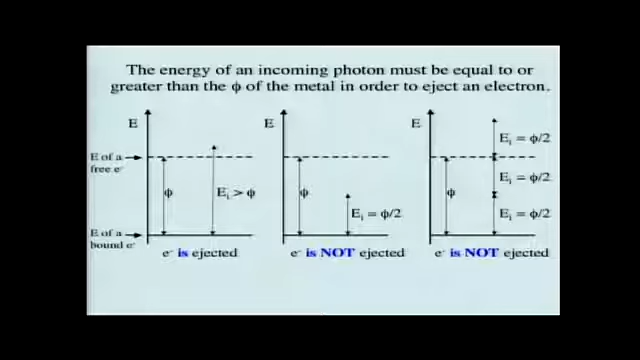 The energy of an incoming photon must be equal to or
greater than the ϕ of the metal in order to eject an electron.
E
E of a
free e⁻
ϕ
Eᵢ > ϕ
E of a
bound e⁻
e⁻ is ejected
E
ϕ
Eᵢ = ϕ/2
e⁻ is NOT ejected
E
ϕ
Eᵢ = ϕ/2
Eᵢ = ϕ/2
Eᵢ = ϕ/2
e⁻ is NOT ejected